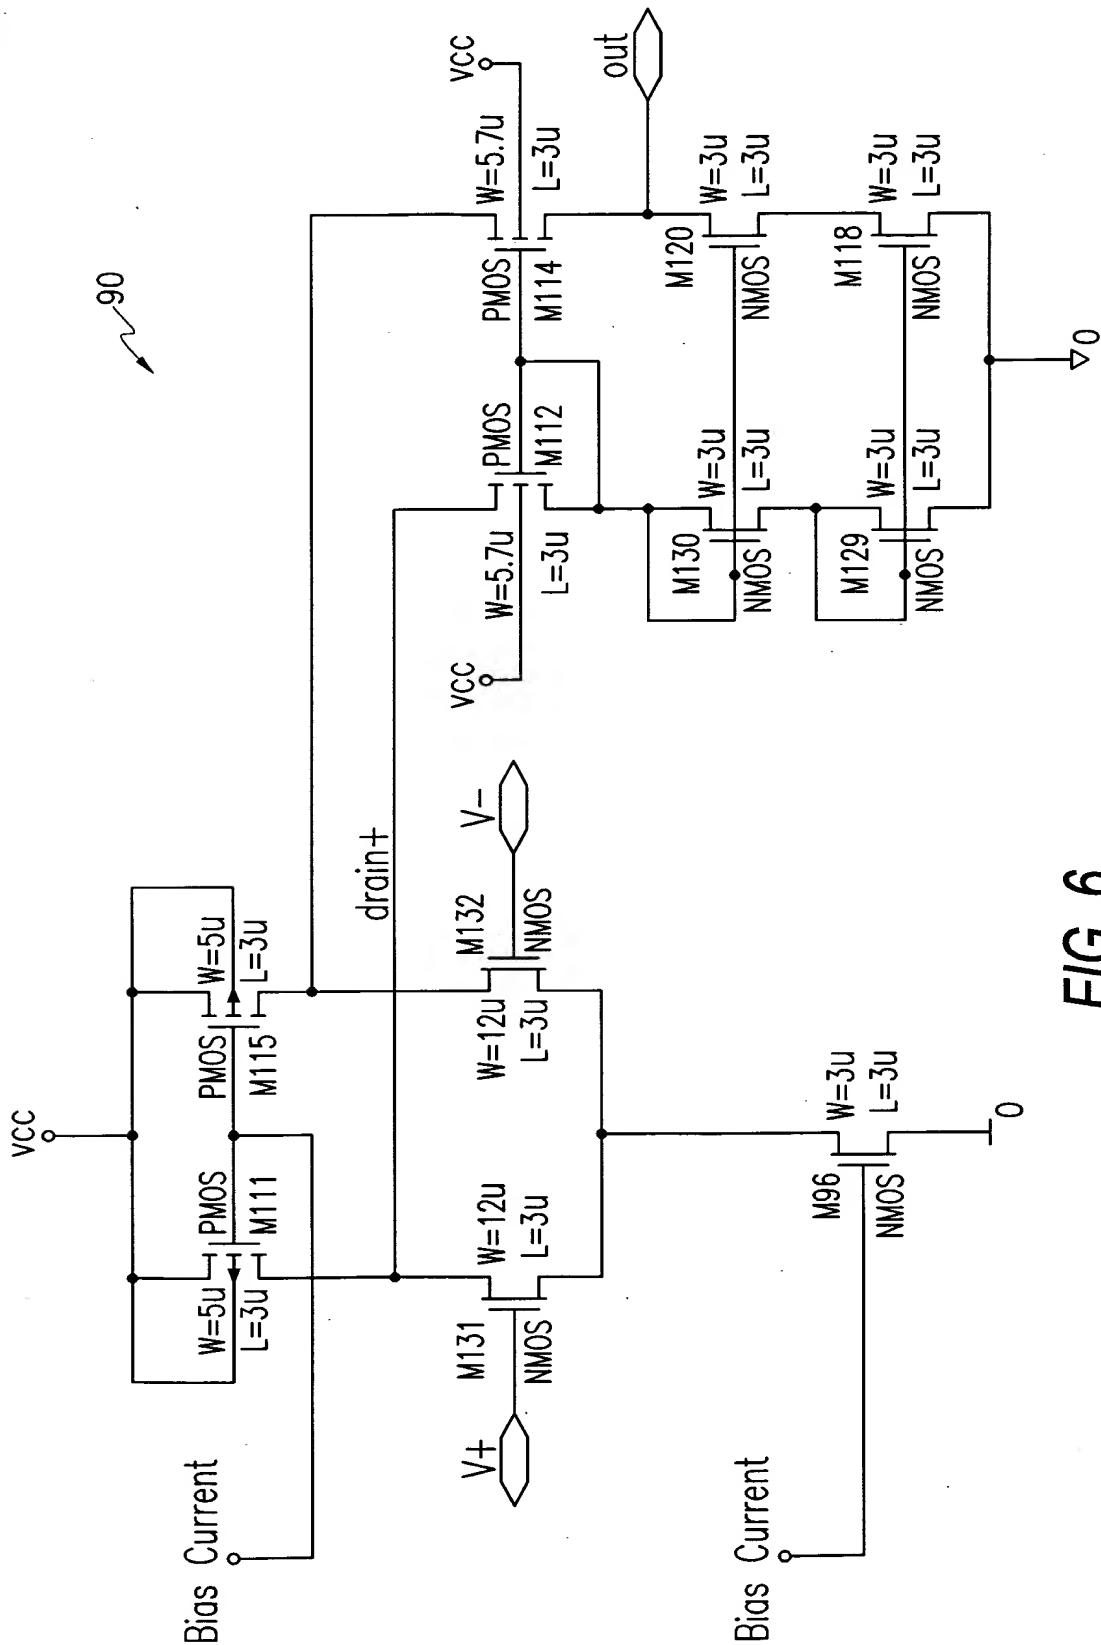 90
vcc
PMOS
M111
W=5u
L=3u
PMOS
M115
W=5u
L=3u
Bias Current
drain+
V+
M131
NMOS
W=12u
L=3u
V−
M132
NMOS
W=12u
L=3u
Bias Current
M96
NMOS
W=3u
L=3u
0
vcc
W=5.7u
L=3u
PMOS
M112
PMOS
M114
W=5.7u
L=3u
vcc
out
M130
NMOS
W=3u
L=3u
M120
NMOS
W=3u
L=3u
M129
NMOS
W=3u
L=3u
M118
NMOS
W=3u
L=3u
0
FIG. 6